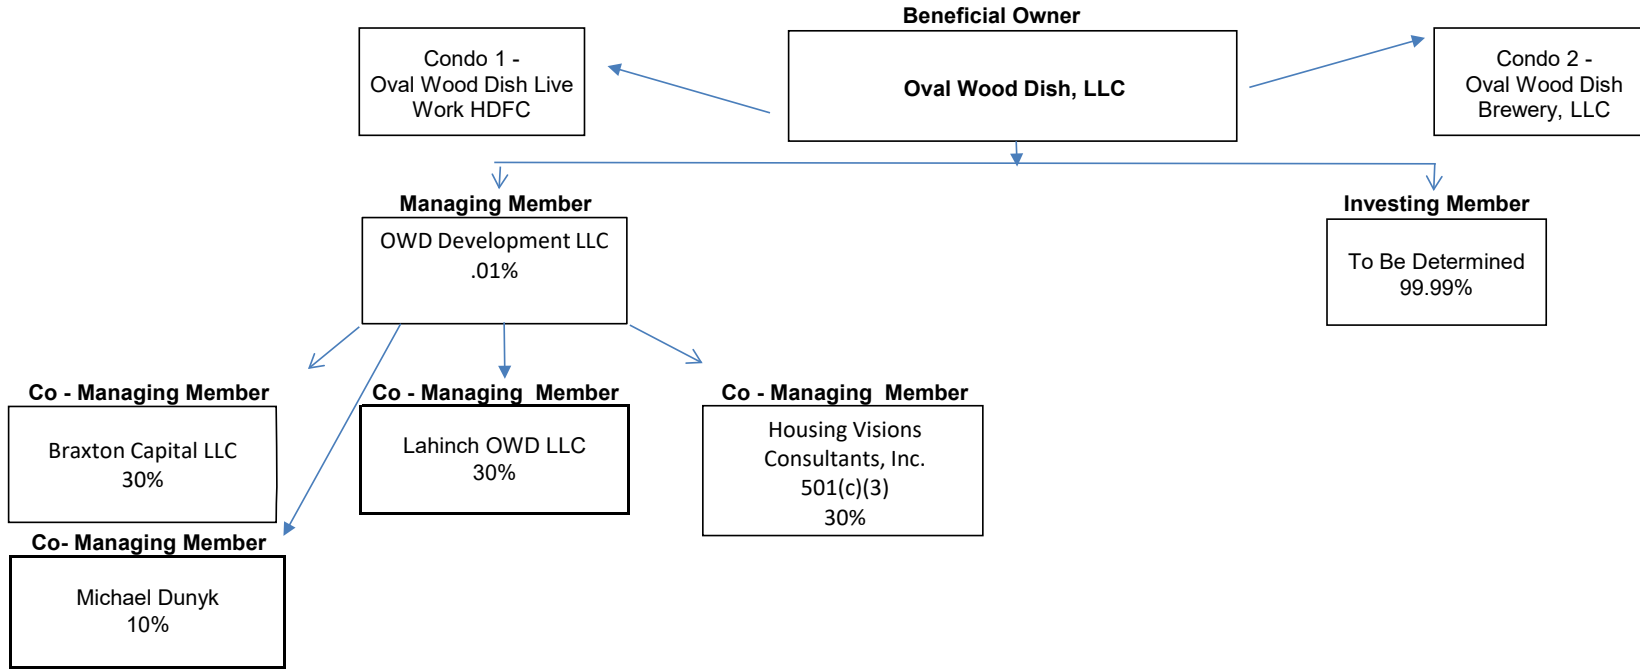 Beneficial Owner
Condo 1 -
Oval Wood Dish Live
Work HDFC
Oval Wood Dish, LLC
Condo 2 -
Oval Wood Dish
Brewery, LLC
Managing Member
OWD Development LLC
.01%
Investing Member
To Be Determined
99.99%
Co - Managing Member
Braxton Capital LLC
30%
Co - Managing  Member
Lahinch OWD LLC
30%
Co - Managing  Member
Housing Visions
Consultants, Inc.
501(c)(3)
30%
Co- Managing Member
Michael Dunyk
10%